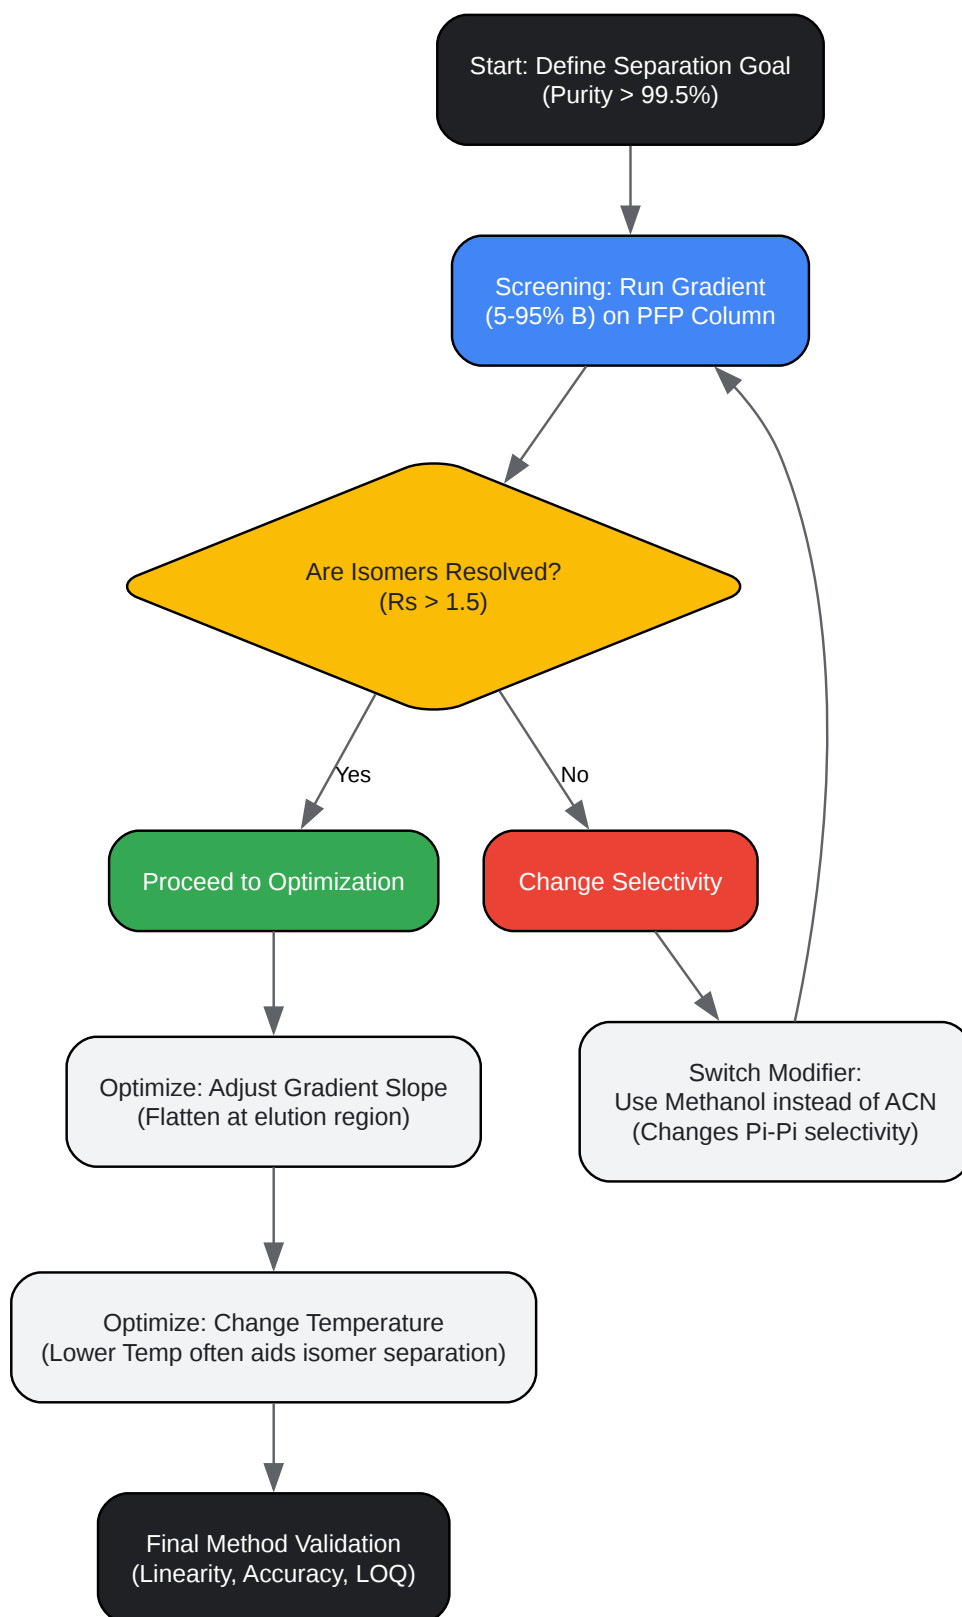 Start: Define Separation Goal
(Purity > 99.5%)
Screening: Run Gradient
(5-95% B) on PFP Column
Are Isomers Resolved?
(Rs > 1.5)
Yes
No
Proceed to Optimization
Change Selectivity
Optimize: Adjust Gradient Slope
(Flatten at elution region)
Switch Modifier:
Use Methanol instead of ACN
(Changes Pi-Pi selectivity)
Optimize: Change Temperature
(Lower Temp often aids isomer separation)
Final Method Validation
(Linearity, Accuracy, LOQ)